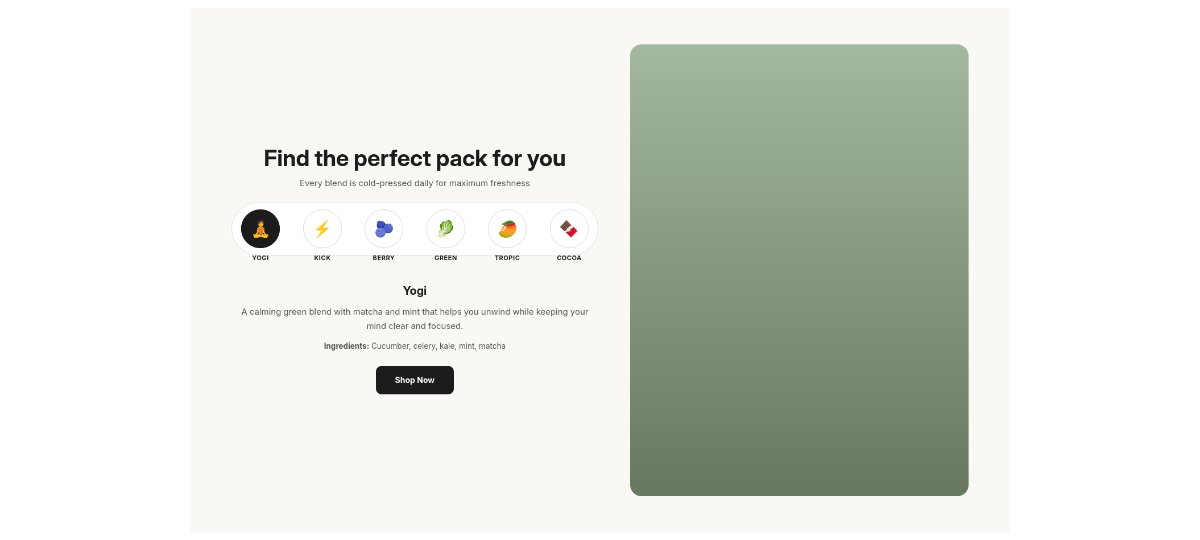 Find the perfect pack for you
Every blend is cold-pressed daily for maximum freshness
YOGI KICK BERRY GREEN TROPIC COCOA
Yogi
A calming green blend with matcha and mint that helps you unwind while keeping your
mind clear and focused.
Ingredients: Cucumber, celery, kale, mint, matcha
Shop Now